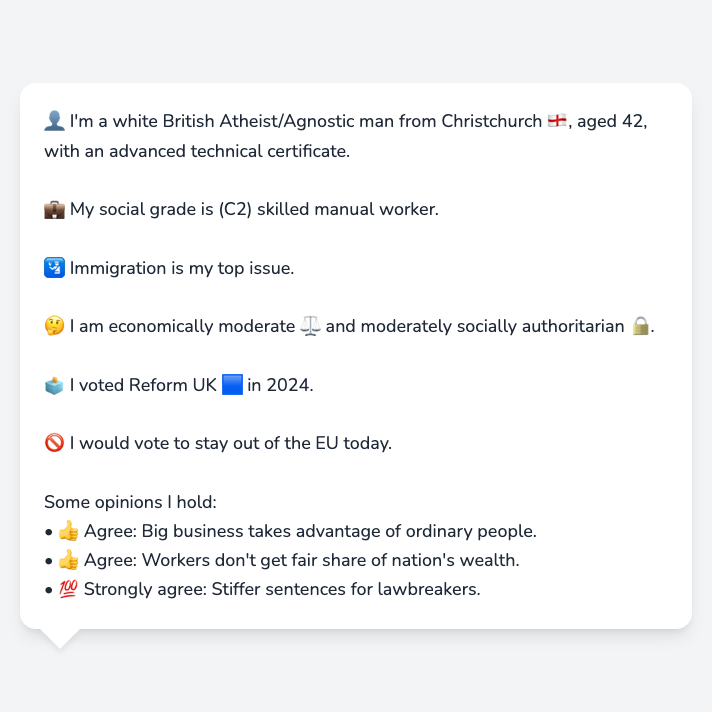 👤 I'm a white British Atheist/Agnostic man from Christchurch 🏴󠁧󠁢󠁥󠁮󠁧󠁿, aged 42,
with an advanced technical certificate.
💼 My social grade is (C2) skilled manual worker.
🛂 Immigration is my top issue.
🤔 I am economically moderate ⚖️ and moderately socially authoritarian 🔒.
🗳️ I voted Reform UK 🟦 in 2024.
🚫 I would vote to stay out of the EU today.
Some opinions I hold:
• 👍 Agree: Big business takes advantage of ordinary people.
• 👍 Agree: Workers don't get fair share of nation's wealth.
• 💯 Strongly agree: Stiffer sentences for lawbreakers.